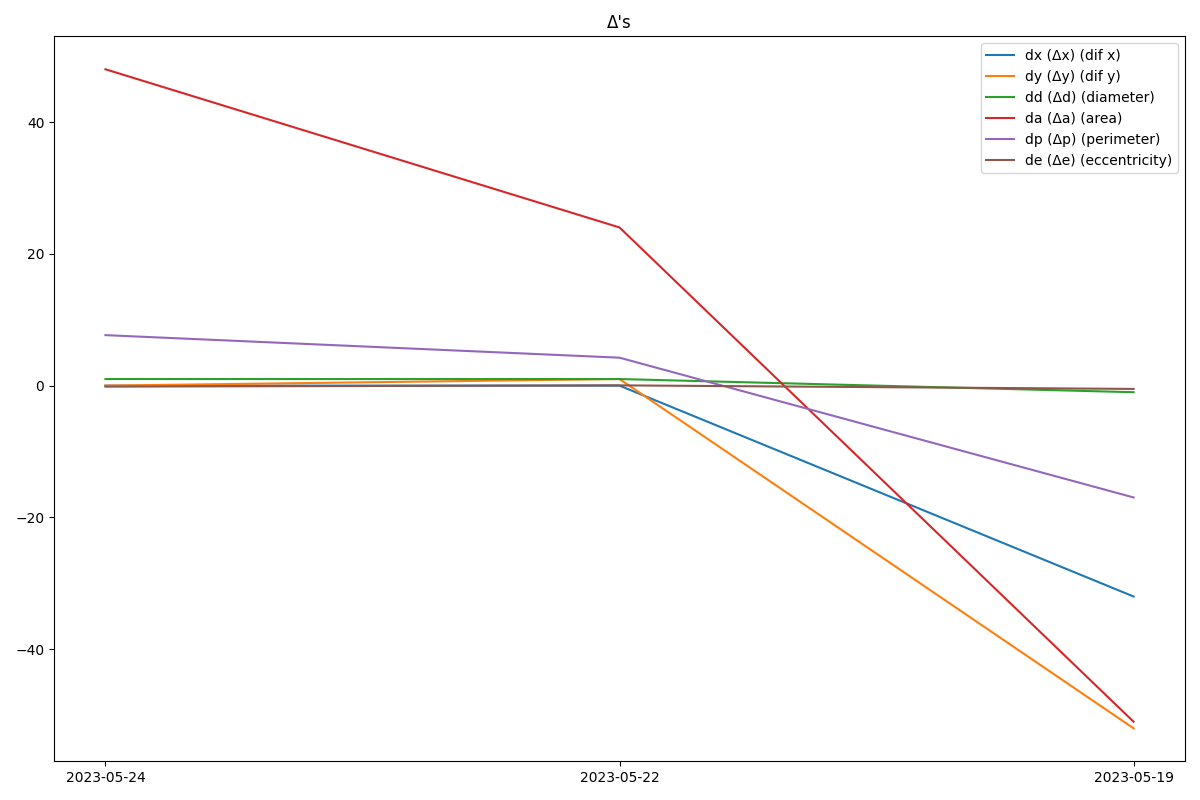 Δ's
dx (Δx) (dif x)
dy (Δy) (dif y)
dd (Δd) (diameter)
da (Δa) (area)
dp (Δp) (perimeter)
de (Δe) (eccentricity)
40
20
0
−20
−40
2023-05-24
2023-05-22
2023-05-19